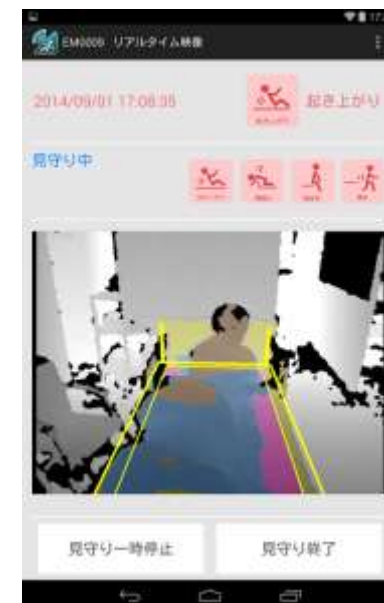 EM0009 リアルタイム映像
2014/09/01 17:08:35
起き上がり
見守り中
見守り一時停止
見守り終了